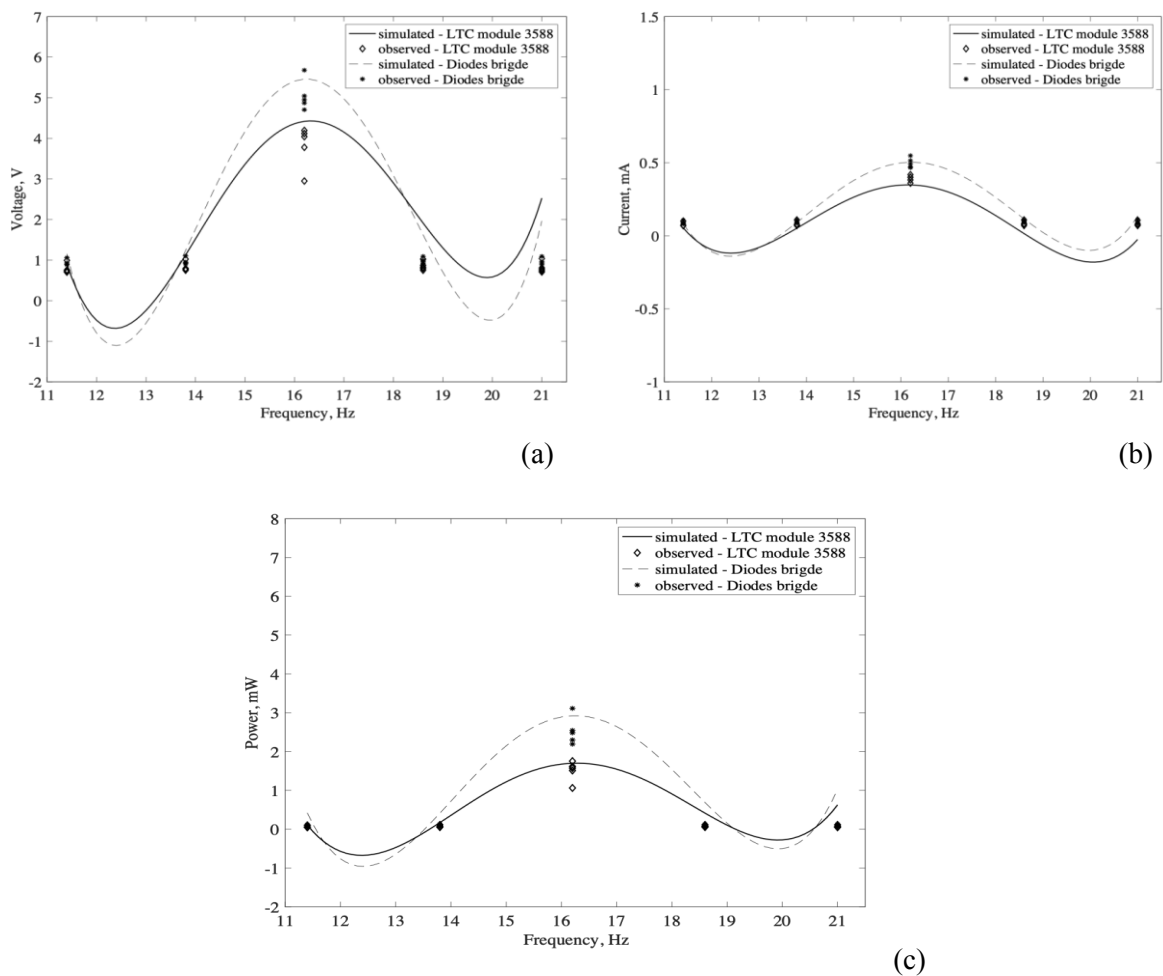 7
6
5
4
3
2
1
0
-1
-2
Voltage, V
11 12 13 14 15 16 17 18 19 20 21
Frequency, Hz
simulated - LTC module 3588
observed - LTC module 3588
simulated - Diodes brigde
observed - Diodes brigde
(a)
1.5
1
0.5
0
0.5
-1
Current, mA
11 12 13 14 15 16 17 18 19 20 21
Frequency, Hz
simulated - LTC module 3588
observed - LTC module 3588
simulated - Diodes brigde
observed - Diodes brigde
(b)
8
7
6
5
4
3
2
1
0
-1
-2
Power, mW
11 12 13 14 15 16 17 18 19 20 21
Frequency, Hz
simulated - LTC module 3588
observed - LTC module 3588
simulated - Diodes brigde
observed - Diodes brigde
(c)